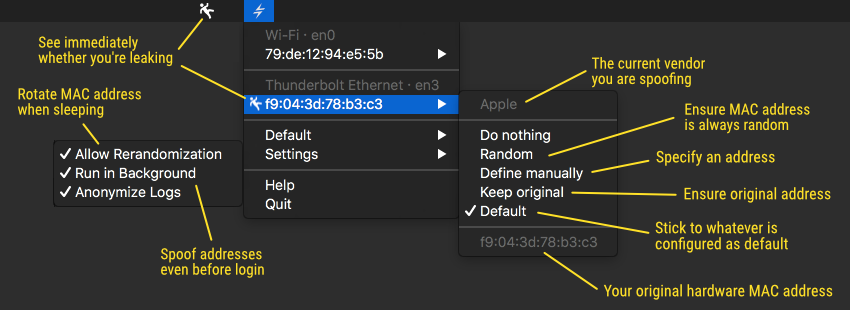 See immediately
whether you're leaking
Rotate MAC address
when sleeping
✓ Allow Rerandomization
✓ Run in Background
✓ Anonymize Logs
Spoof addresses
even before login
Wi-Fi · en0
79:de:12:94:e5:5b
Thunderbolt Ethernet · en3
f9:04:3d:78:b3:c3
Default
Settings
Help
Quit
Apple
Do nothing
Random
Define manually
Keep original
✓ Default
f9:04:3d:78:b3:c3
The current vendor
you are spoofing
Ensure MAC address
is always random
Specify an address
Ensure original address
Stick to whatever is
configured as default
Your original hardware MAC address